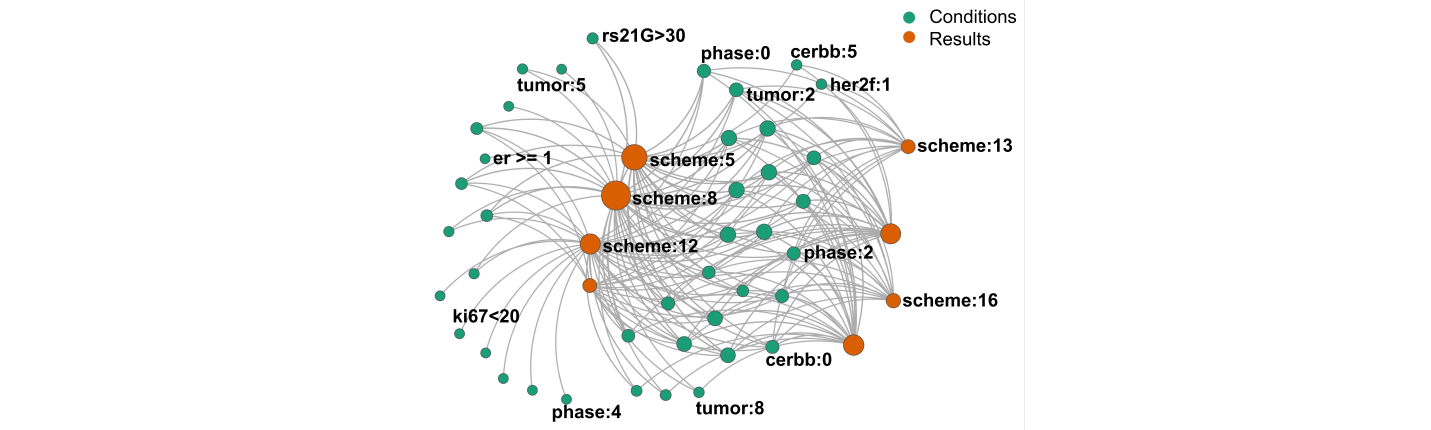 Conditions
Results
rs21G>30
phase:0
cerbb:5
tumor:5
tumor:2
her2f:1
er >= 1
scheme:5
scheme:13
scheme:8
scheme:12
phase:2
scheme:16
ki67<20
cerbb:0
phase:4
tumor:8